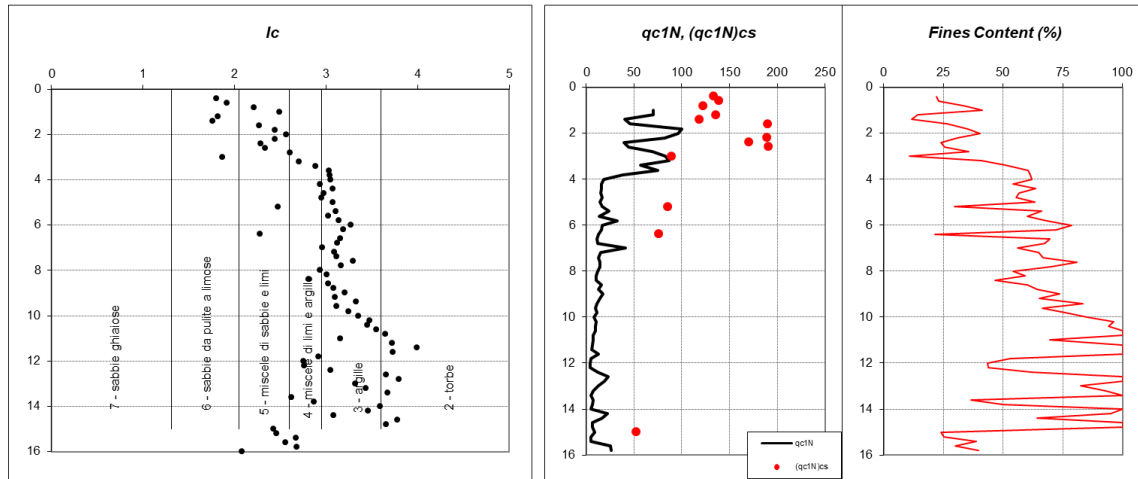 Ic
0 1 2 3 4 5
0
2
4
6
8
10
12
14
16
7 - sabbie ghiaiose
6 - sabbie da pulite a limose
5 - miscele di sabbie e limi
4 - miscele di limi e argille
3 - argille
2 - torbe
qc1N, (qc1N)cs
0 50 100 150 200 250
0
2
4
6
8
10
12
14
16
qc1N
(qc1N)cs
Fines Content (%)
0 25 50 75 100
0
2
4
6
8
10
12
14
16